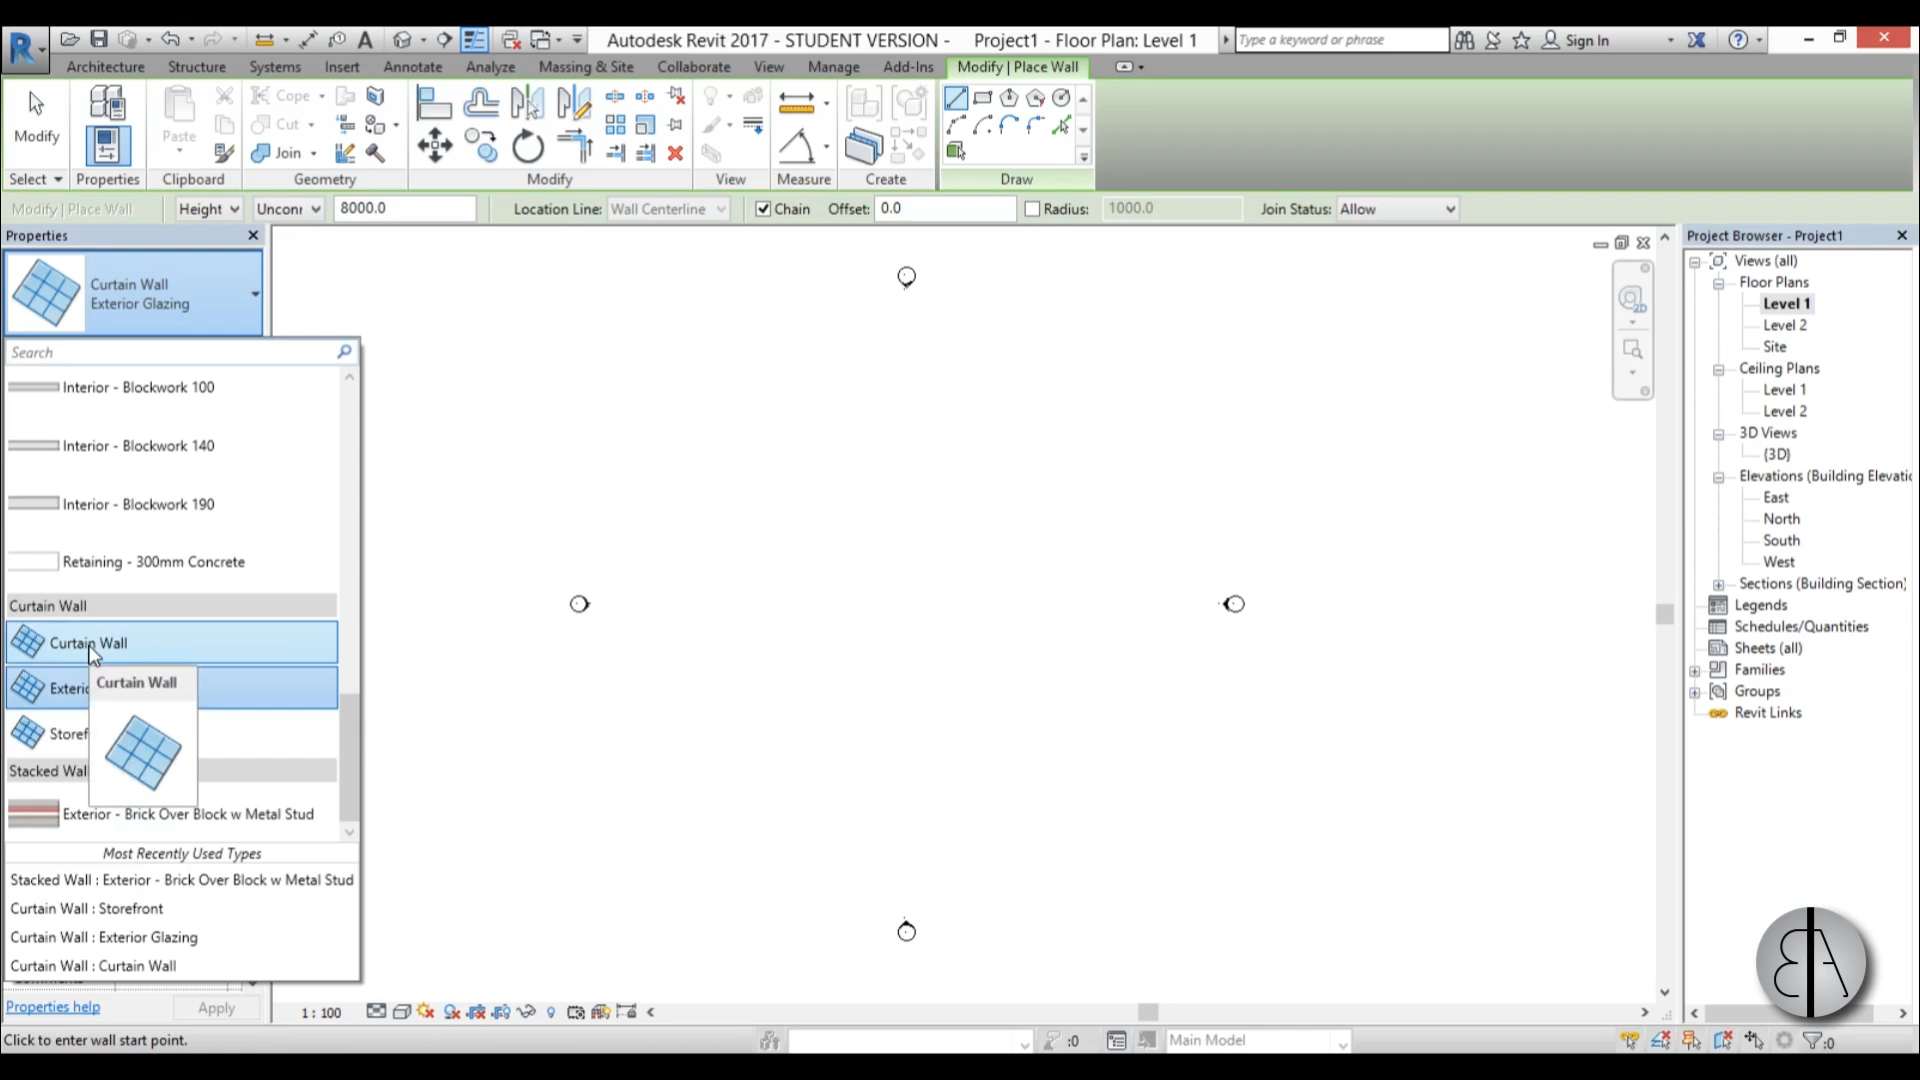 Autodesk Revit 2017 - STUDENT VERSION - Project1 - Floor Plan: Level 1
Type a keyword or phrase
Sign In
Architecture Structure Systems Insert Annotate Analyze Massing & Site Collaborate View Manage Add-Ins Modify | Place Wall
Modify
Paste
Cope
Cut
Join
Select Properties Clipboard Geometry Modify View Measure Create Draw
Modify | Place Wall Height Uncon 8000.0 Location Line: Wall Centerline Chain Offset: 0.0 Radius: 1000.0 Join Status: Allow
Properties
Curtain Wall
Exterior Glazing
Search
Interior - Blockwork 100
Interior - Blockwork 140
Interior - Blockwork 190
Retaining - 300mm Concrete
Curtain Wall
Curtain Wall
Exteric
Curtain Wall
Storef
Stacked Wal
Exterior - Brick Over Block w Metal Stud
Most Recently Used Types
Stacked Wall : Exterior - Brick Over Block w Metal Stud
Curtain Wall : Storefront
Curtain Wall : Exterior Glazing
Curtain Wall : Curtain Wall
Properties help
Apply
1 : 100
Click to enter wall start point.
:0
Main Model
:0
2D
Project Browser - Project1
Views (all)
Floor Plans
Level 1
Level 2
Site
Ceiling Plans
Level 1
Level 2
3D Views
{3D}
Elevations (Building Elevatic
East
North
South
West
Sections (Building Section)
Legends
Schedules/Quantities
Sheets (all)
Families
Groups
Revit Links